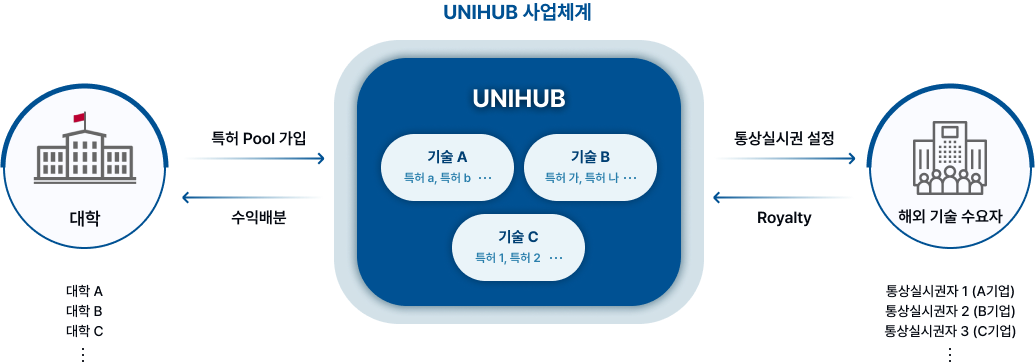 UNIHUB 사업체계
UNIHUB
기술 A
특허 a, 특허 b ···
기술 B
특허 가, 특허 나 ···
기술 C
특허 1, 특허 2 ···
특허 Pool 가입
수익배분
통상실시권 설정
Royalty
대학
대학 A
대학 B
대학 C
⋮
해외 기술 수요자
통상실시권자 1 (A기업)
통상실시권자 2 (B기업)
통상실시권자 3 (C기업)
⋮